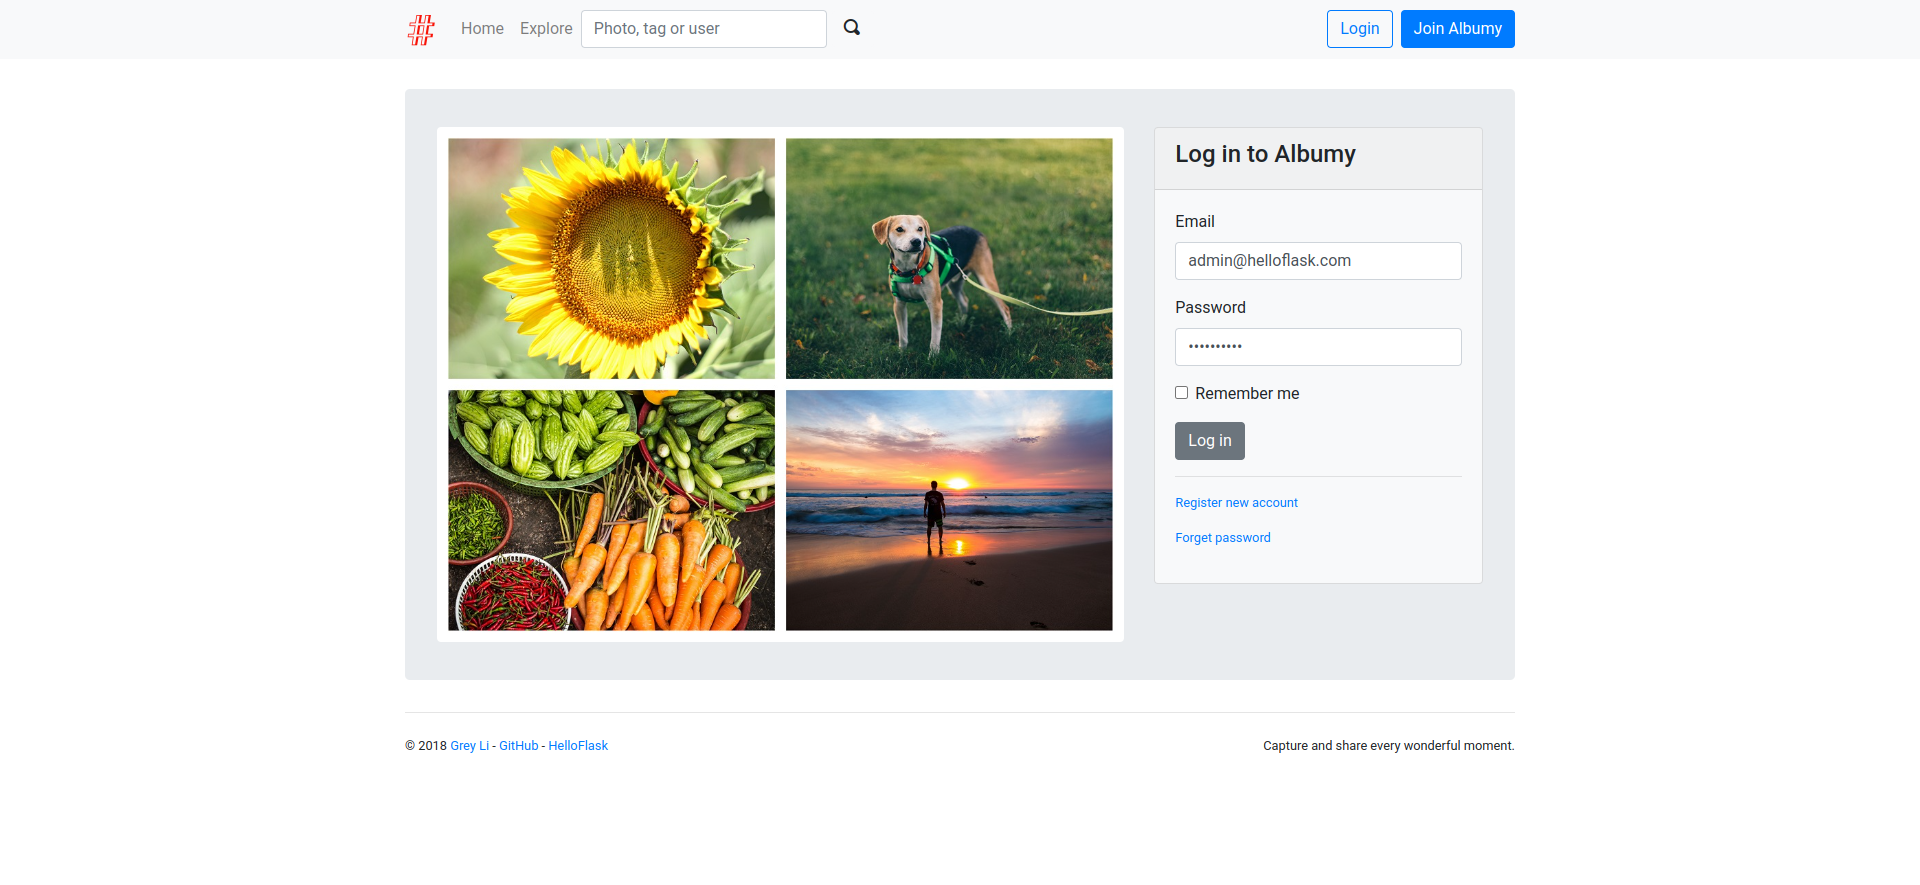 # Home Explore Photo, tag or user Login Join Albumy
Log in to Albumy
Email
admin@helloflask.com
Password
••••••••••
Remember me
Log in
Register new account
Forget password
© 2018 Grey Li - GitHub - HelloFlask Capture and share every wonderful moment.